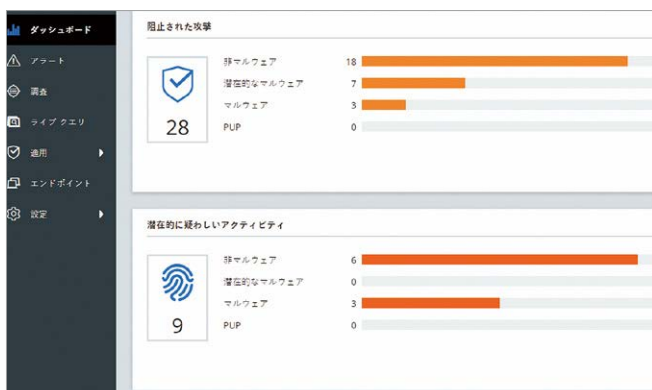 ダッシュボード
アラート
調査
ライブ クエリ
適用
エンドポイント
設定
阻止された攻撃
28
非マルウェア 18
潜在的なマルウェア 7
マルウェア 3
PUP 0
潜在的に疑わしいアクティビティ
9
非マルウェア 6
潜在的なマルウェア 0
マルウェア 3
PUP 0